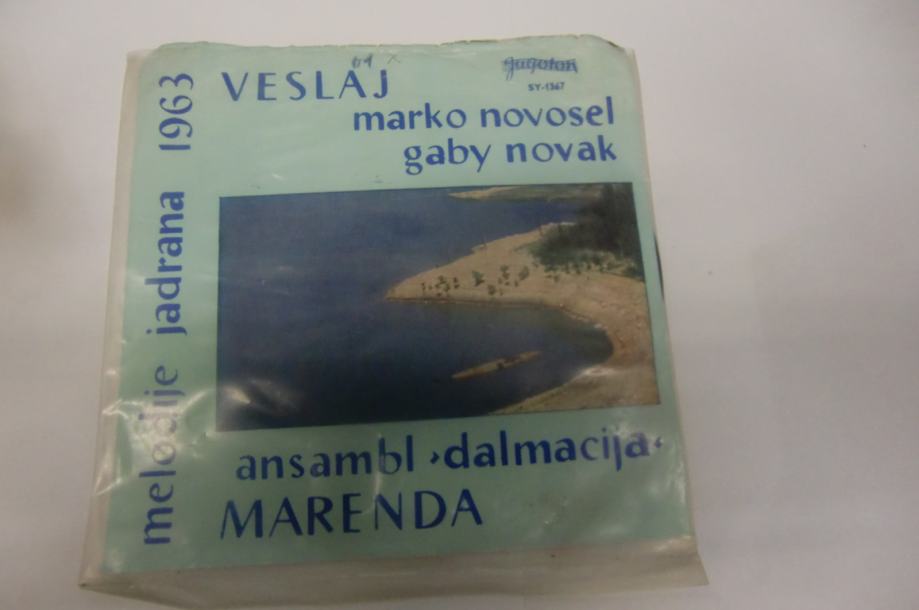 melodije jadrana 1963
VESLAJ
jugoton
SY-1367
marko novosel
gaby novak
ansambl ›dalmacija‹
MARENDA